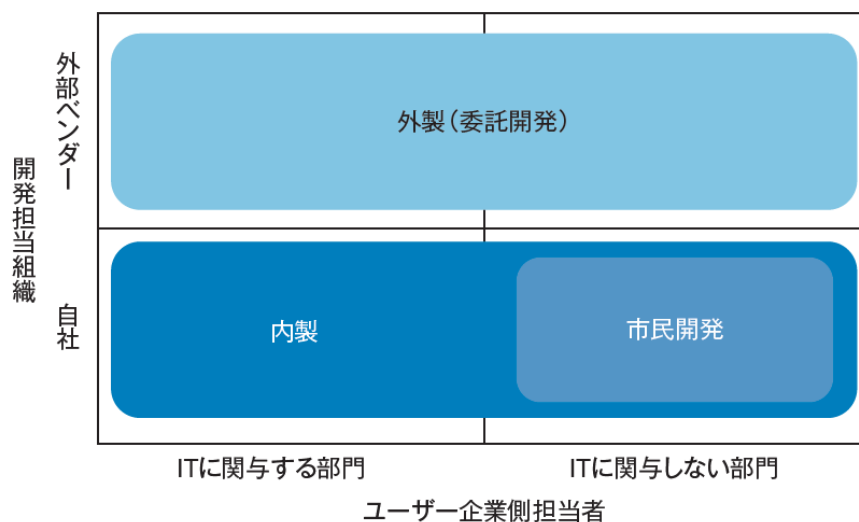 開発担当組織
外部ベンダー
外製（委託開発）
自社
内製
市民開発
ITに関与する部門
ITに関与しない部門
ユーザー企業側担当者